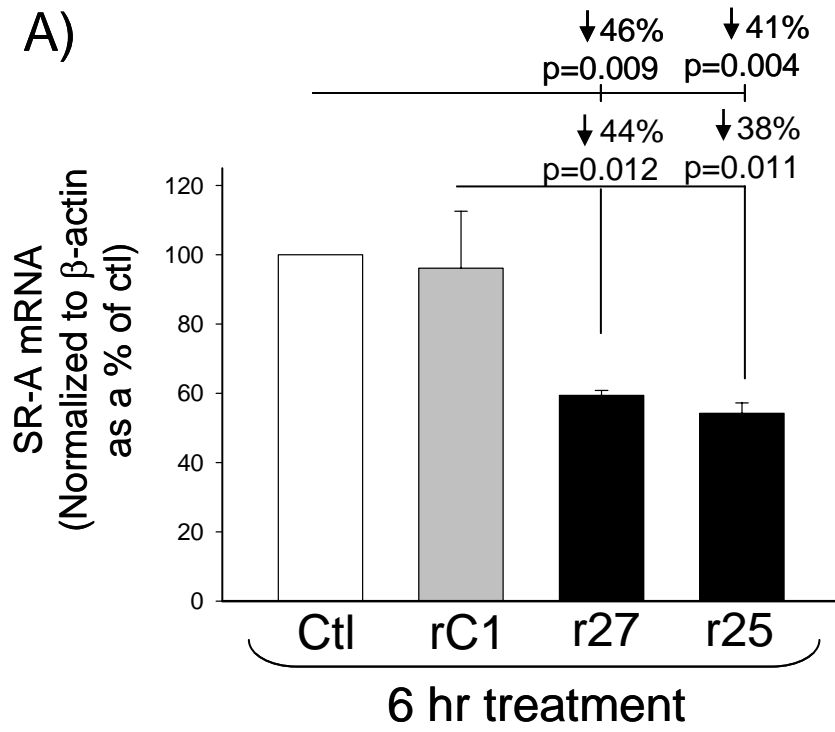 A)
↓46% ↓41%
p=0.009 p=0.004
↓44% ↓38%
p=0.012 p=0.011
SR-A mRNA
(Normalized to β-actin
as a % of ctl)
120
100
80
60
40
20
0
Ctl rC1 r27 r25
6 hr treatment